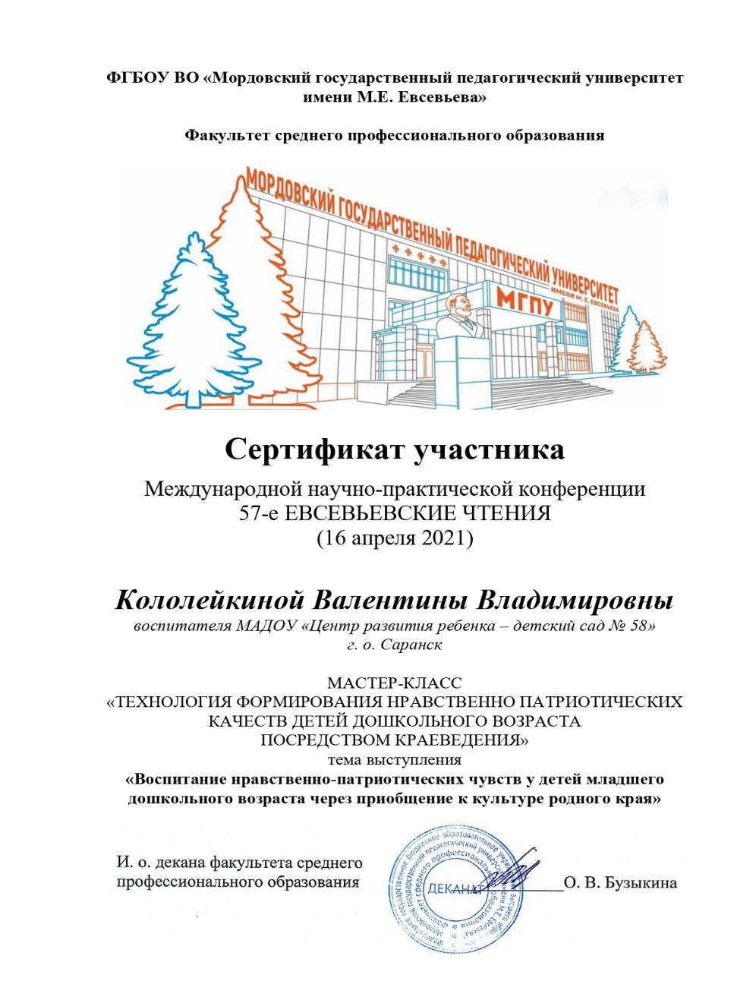 ФГБОУ ВО «Мордовский государственный педагогический университет
имени М.Е. Евсевьева»
Факультет среднего профессионального образования
МОРДОВСКИЙ ГОСУДАРСТВЕННЫЙ ПЕДАГОГИЧЕСКИЙ УНИВЕРСИТЕТ
ИМЕНИ М. Е. ЕВСЕВЬЕВА
МГПУ
Сертификат участника
Международной научно-практической конференции
57-е ЕВСЕВЬЕВСКИЕ ЧТЕНИЯ
(16 апреля 2021)
Кололейкиной Валентины Владимировны
воспитателя МАДОУ «Центр развития ребенка – детский сад № 58»
г. о. Саранск
МАСТЕР-КЛАСС
«ТЕХНОЛОГИЯ ФОРМИРОВАНИЯ НРАВСТВЕННО ПАТРИОТИЧЕСКИХ
КАЧЕСТВ ДЕТЕЙ ДОШКОЛЬНОГО ВОЗРАСТА
ПОСРЕДСТВОМ КРАЕВЕДЕНИЯ»
тема выступления
«Воспитание нравственно-патриотических чувств у детей младшего
дошкольного возраста через приобщение к культуре родного края»
И. о. декана факультета среднего
профессионального образования
ДЕКАНАТ
О. В. Бузыкина